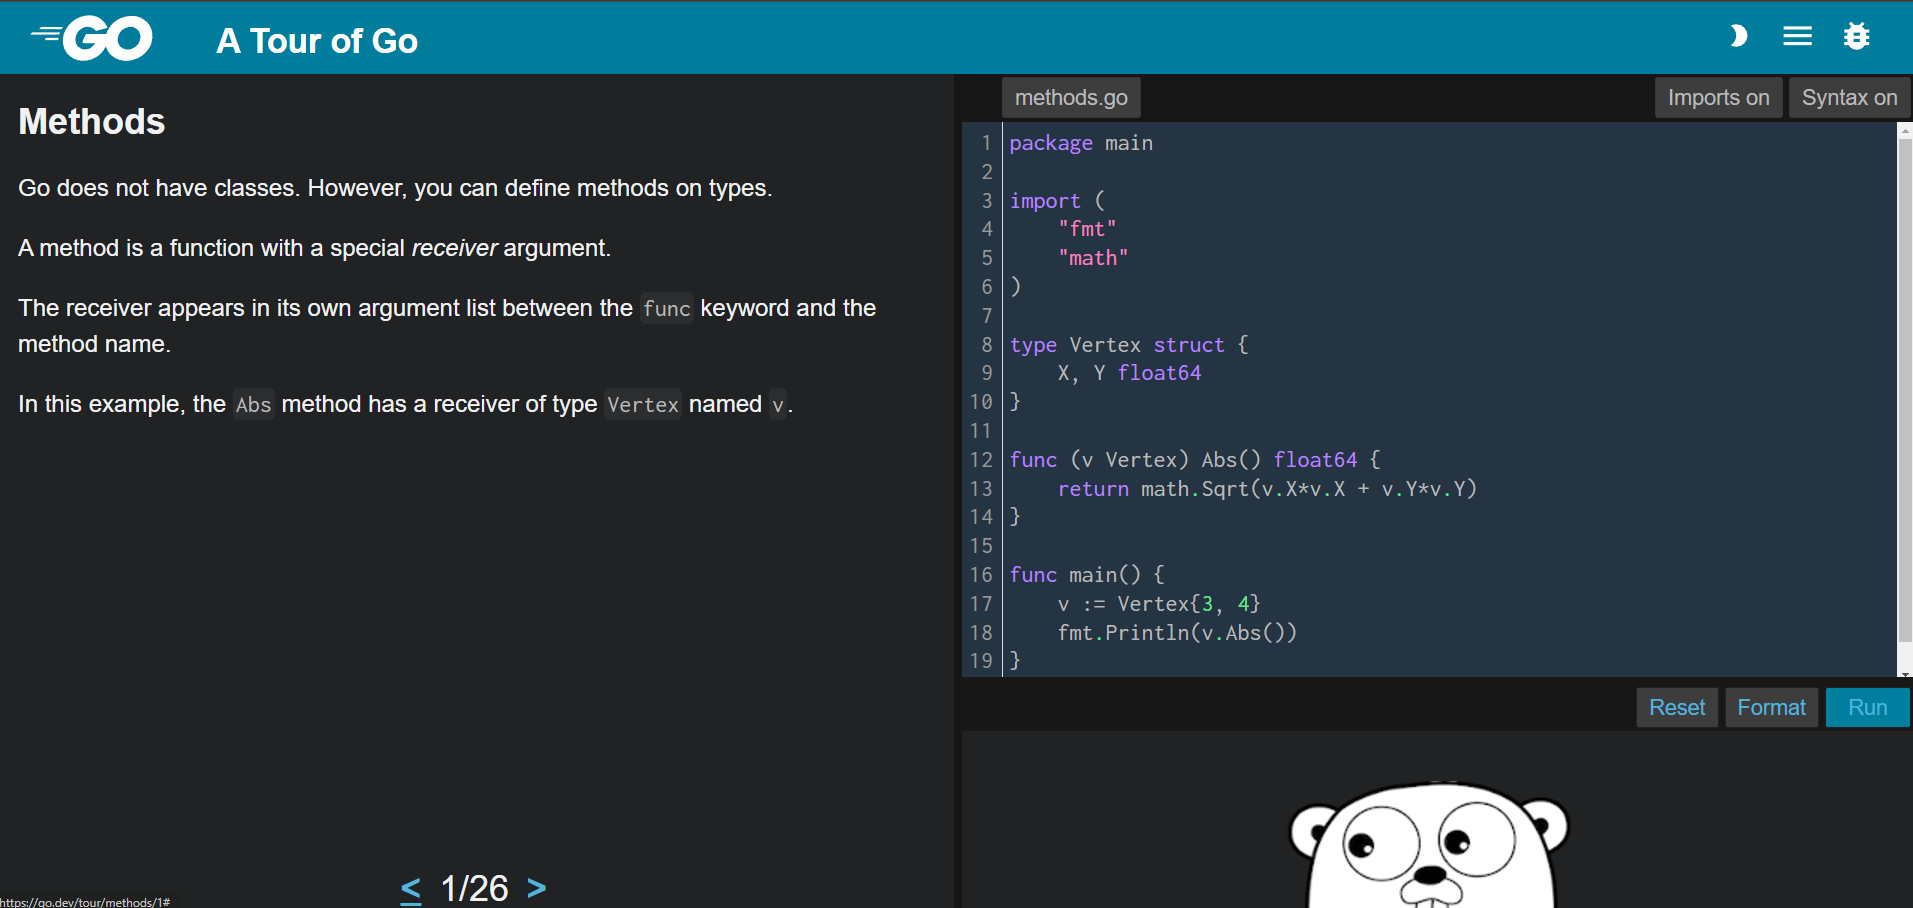 GO
A Tour of Go
Methods
Go does not have classes. However, you can define methods on types.
A method is a function with a special receiver argument.
The receiver appears in its own argument list between the func keyword and the
method name.
In this example, the Abs method has a receiver of type Vertex named v.
< 1/26 >
https://go.dev/tour/methods/1#
methods.go
Imports on
Syntax on
1 package main
2
3 import (
4     "fmt"
5     "math"
6 )
7
8 type Vertex struct {
9     X, Y float64
10 }
11
12 func (v Vertex) Abs() float64 {
13     return math.Sqrt(v.X*v.X + v.Y*v.Y)
14 }
15
16 func main() {
17     v := Vertex{3, 4}
18     fmt.Println(v.Abs())
19 }
Reset
Format
Run